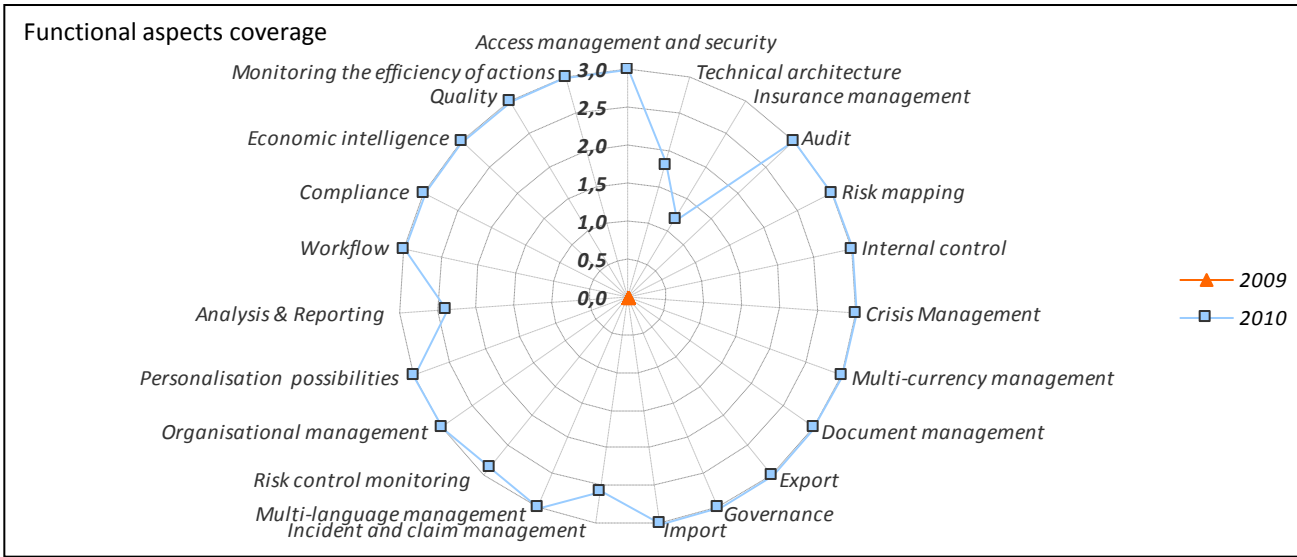 Functional aspects coverage
Access management and security
Monitoring the efficiency of actions
3,0
Technical architecture
Quality
2,5
Insurance management
Economic intelligence
2,0
Audit
Compliance
1,5
Risk mapping
Workflow
1,0
Internal control
0,5
2009
Analysis & Reporting
0,0
Crisis Management
2010
Personalisation possibilities
Multi-currency management
Organisational management
Document management
Risk control monitoring
Export
Multi-language management
Governance
Incident and claim management
Import